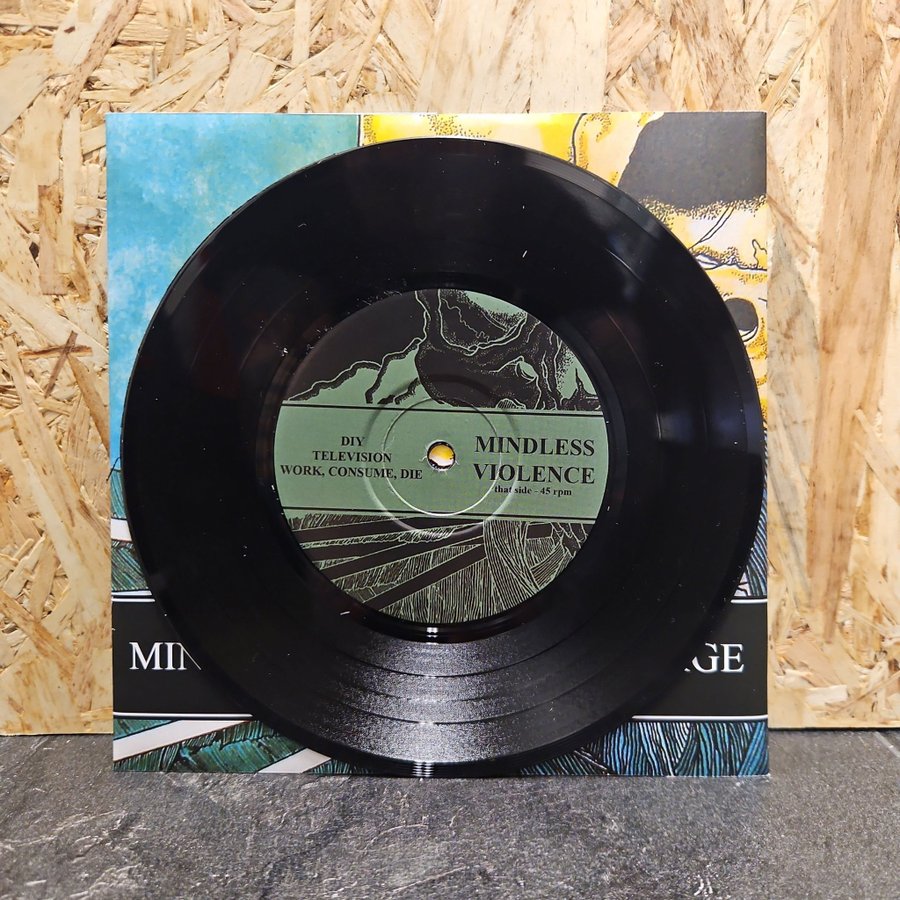 DIY
TELEVISION
WORK, CONSUME, DIE
MINDLESS
VIOLENCE
that side - 45 rpm